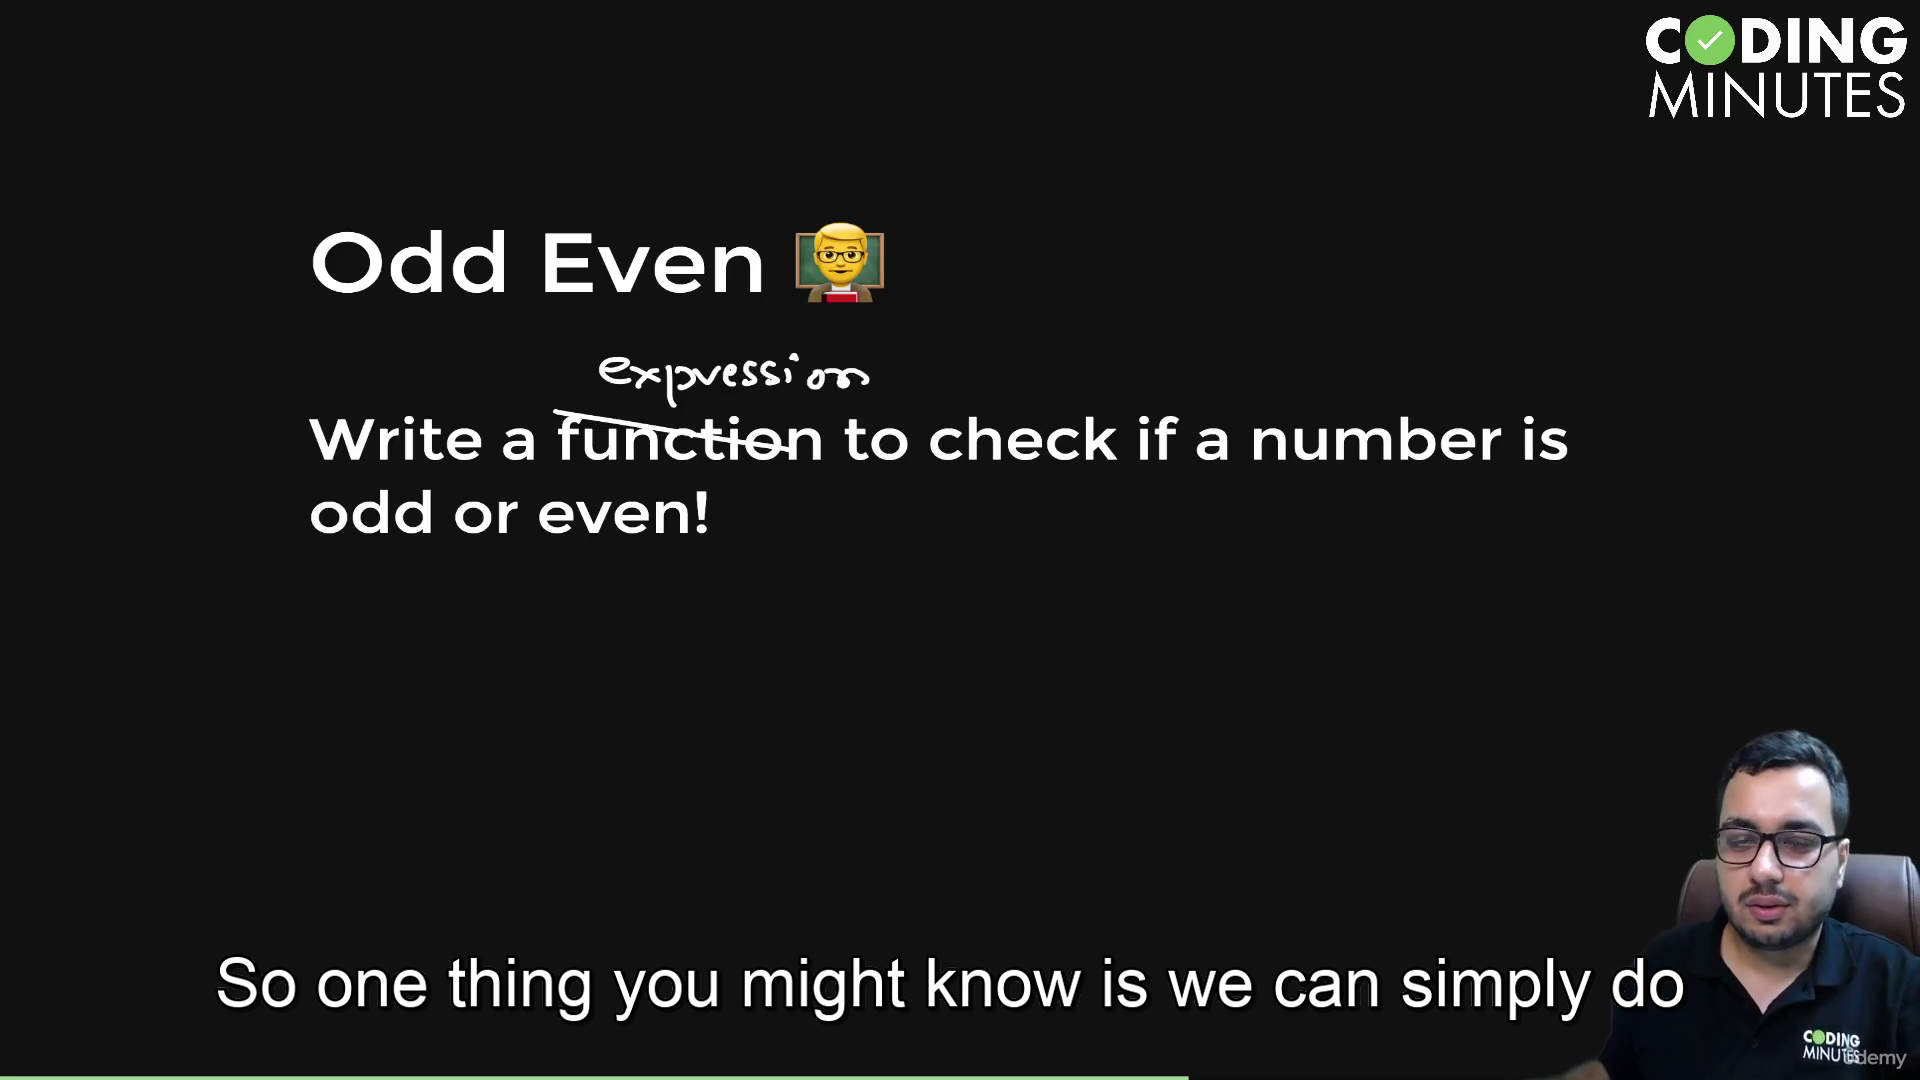 CODING
MINUTES
Odd Even
expression
Write a function to check if a number is
odd or even!
So one thing you might know is we can simply do
CODING
MINUTES
Udemy